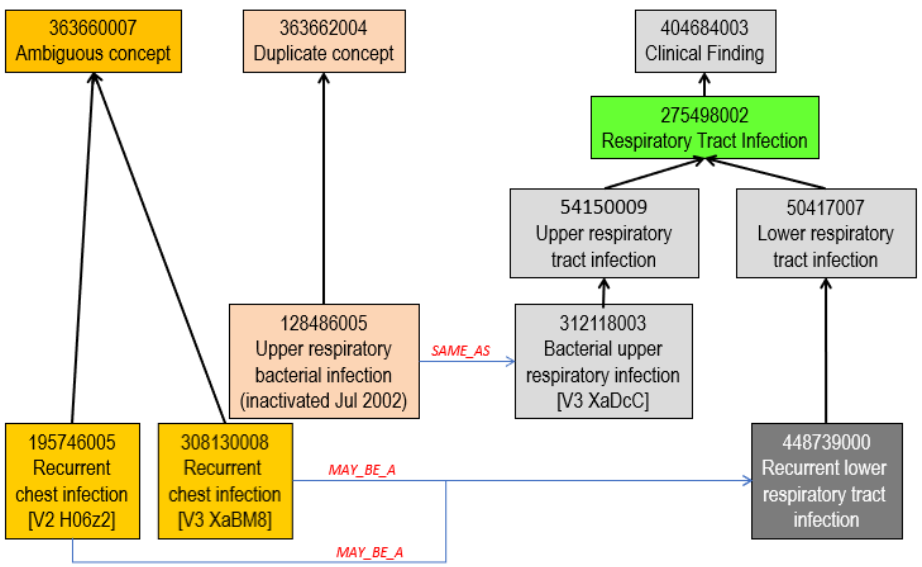 363660007
Ambiguous concept
363662004
Duplicate concept
404684003
Clinical Finding
275498002
Respiratory Tract Infection
54150009
Upper respiratory
tract infection
50417007
Lower respiratory
tract infection
128486005
Upper respiratory
bacterial infection
(inactivated Jul 2002)
SAME_AS
312118003
Bacterial upper
respiratory infection
[V3 XaDcC]
195746005
Recurrent
chest infection
[V2 H06z2]
308130008
Recurrent
chest infection
[V3 XaBM8]
MAY_BE_A
448739000
Recurrent lower
respiratory tract
infection
MAY_BE_A